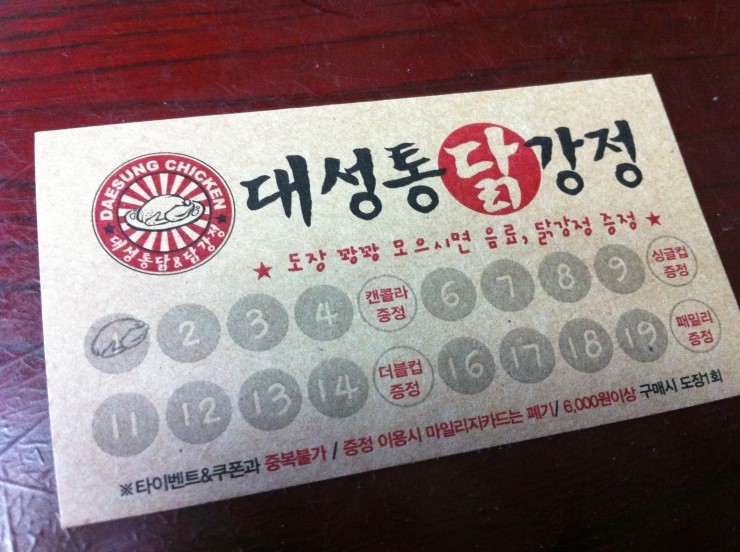 DAESUNG CHICKEN
대성통닭&닭강정
대성통닭강정
★ 도장 꽝꽝 모으시면 음료, 닭강정 증정 ★
1 2 3 4 캔콜라 증정 6 7 8 9 싱글컵 증정
11 12 13 14 더블컵 증정 16 17 18 19 패밀리 증정
※타이벤트&쿠폰과 중복불가 / 증정 이용시 마일리지카드는 폐기/ 6,000원이상 구매시 도장1회